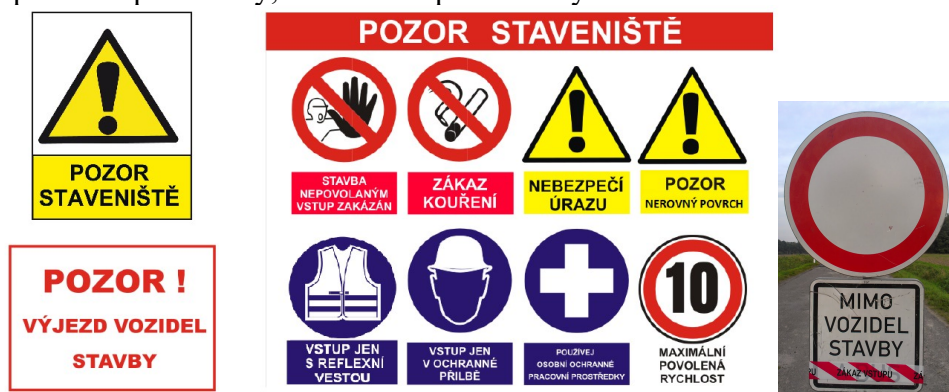 POZOR
STAVENIŠTĚ
POZOR !
VÝJEZD VOZIDEL
STAVBY
POZOR STAVENIŠTĚ
STAVBA
NEPOVOLANÝM
VSTUP ZAKÁZÁN
ZÁKAZ
KOUŘENÍ
NEBEZPEČÍ
ÚRAZU
POZOR
NEROVNÝ POVRCH
VSTUP JEN
S REFLEXNÍ
VESTOU
VSTUP JEN
V OCHRANNÉ
PŘILBĚ
POUŽÍVEJ
OSOBNÍ OCHRANNÉ
PRACOVNÍ PROSTŘEDKY
10
MAXIMÁLNÍ
POVOLENÁ
RYCHLOST
MIMO
VOZIDEL
STAVBY
ZÁKAZ VSTUPU